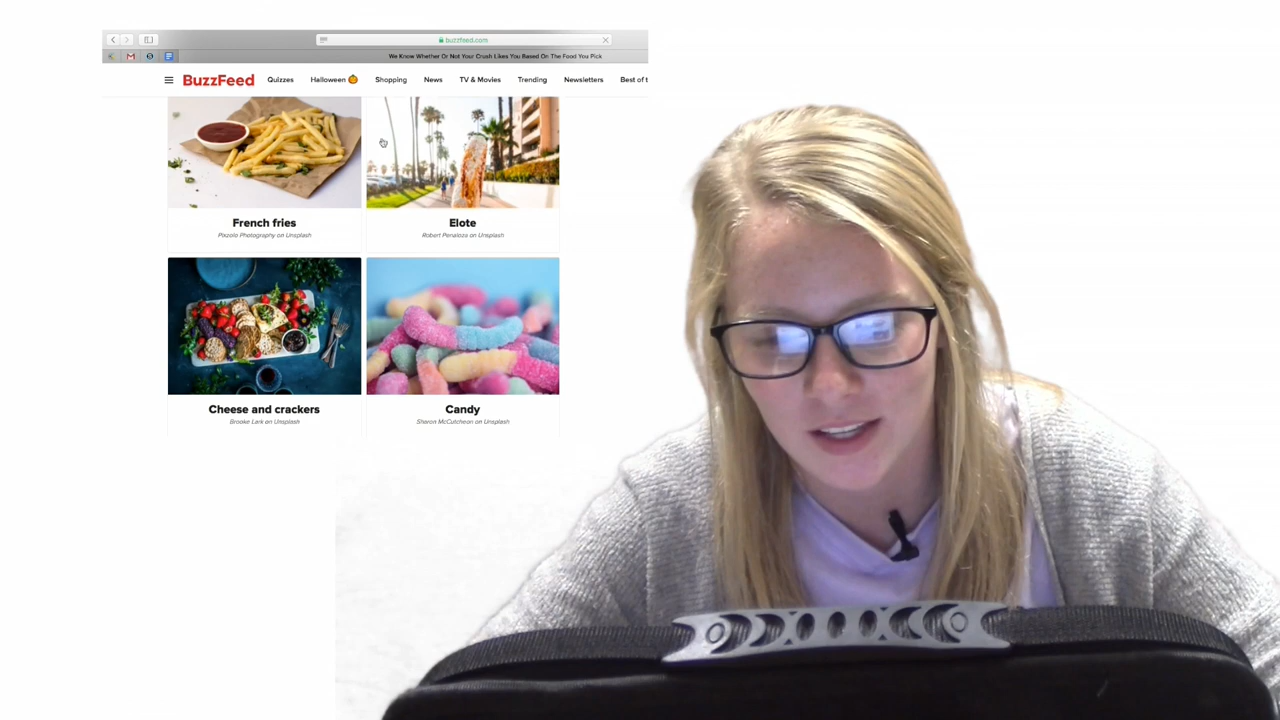 buzzfeed.com
We Know Whether Or Not Your Crush Likes You Based On The Food You Pick
BuzzFeed Quizzes Halloween Shopping News TV & Movies Trending Newsletters Best of t
French fries
Pozolo Photography on Unsplash
Elote
Robert Penaloza on Unsplash
Cheese and crackers
Brooke Lark on Unsplash
Candy
Sharon McCutcheon on Unsplash